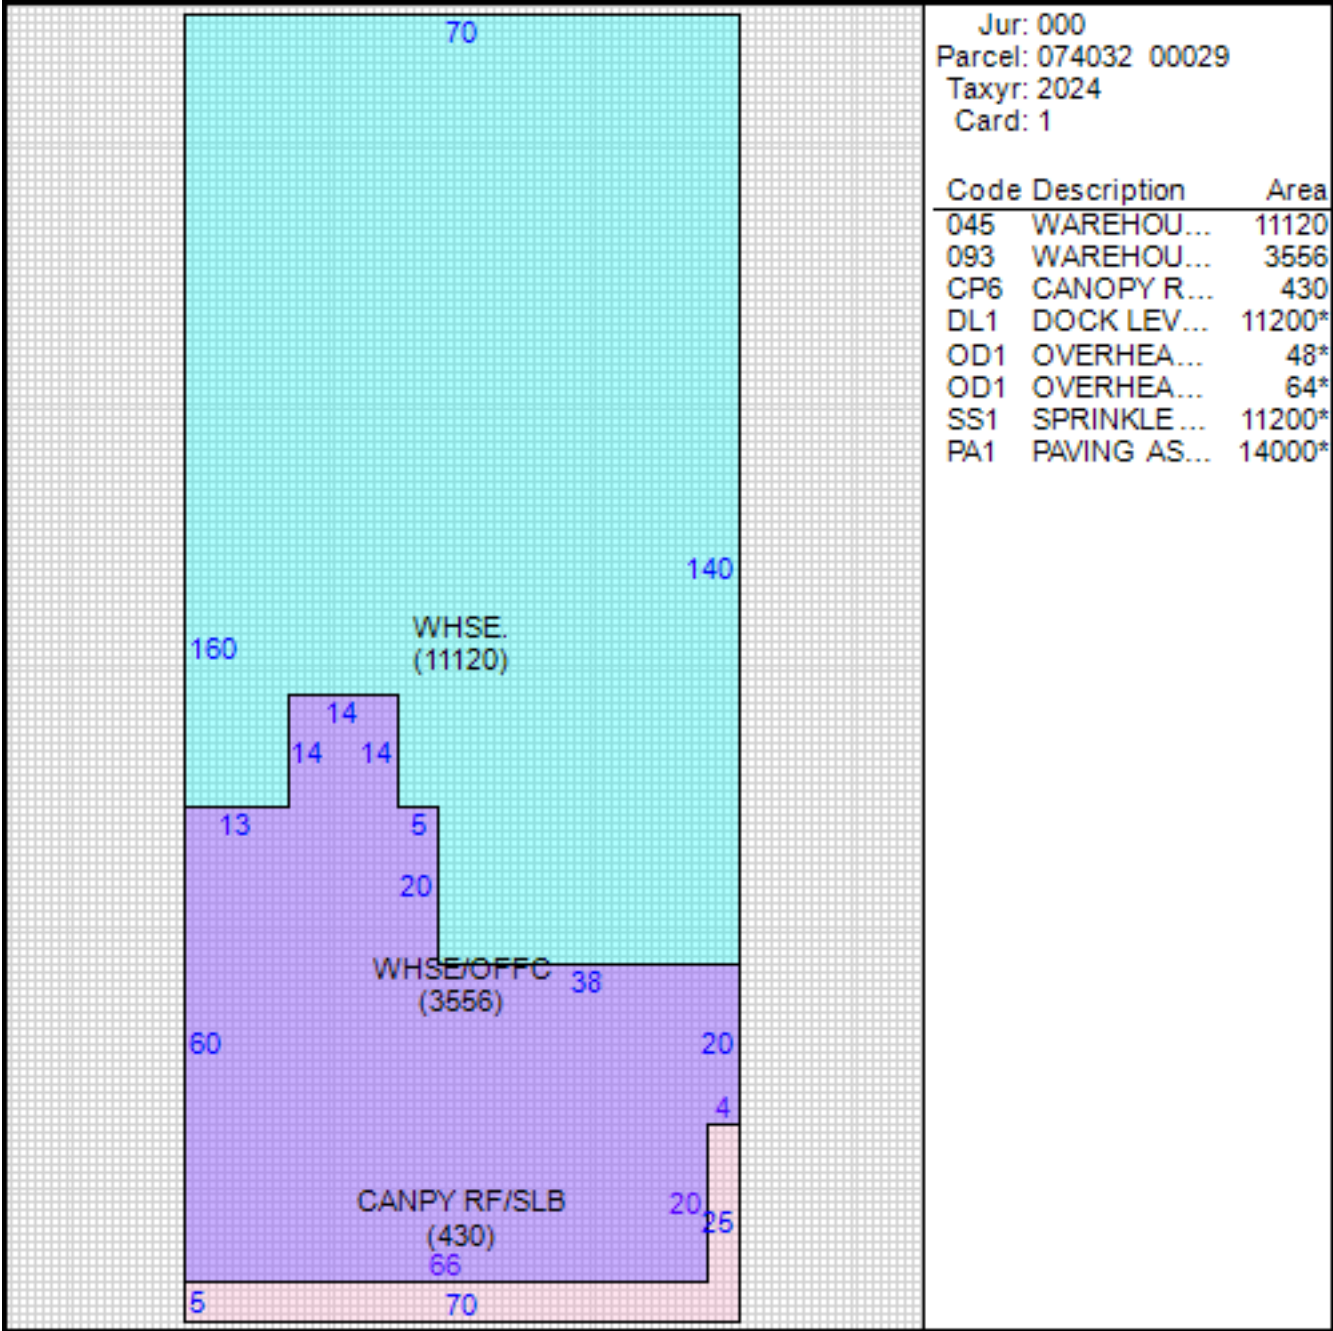 70
140
WHSE.
(11120)
160
14
14 14
13 5
20
WHSE/OFFC
38
(3556)
60 20
4
CANPY RF/SLB
20
25
(430)
66
5 70
Jur: 000
Parcel: 074032 00029
Taxyr: 2024
Card: 1
Code Description Area
045 WAREHOU... 11120
093 WAREHOU... 3556
CP6 CANOPY R... 430
DL1 DOCK LEV... 11200*
OD1 OVERHEA... 48*
OD1 OVERHEA... 64*
SS1 SPRINKLE ... 11200*
PA1 PAVING AS... 14000*